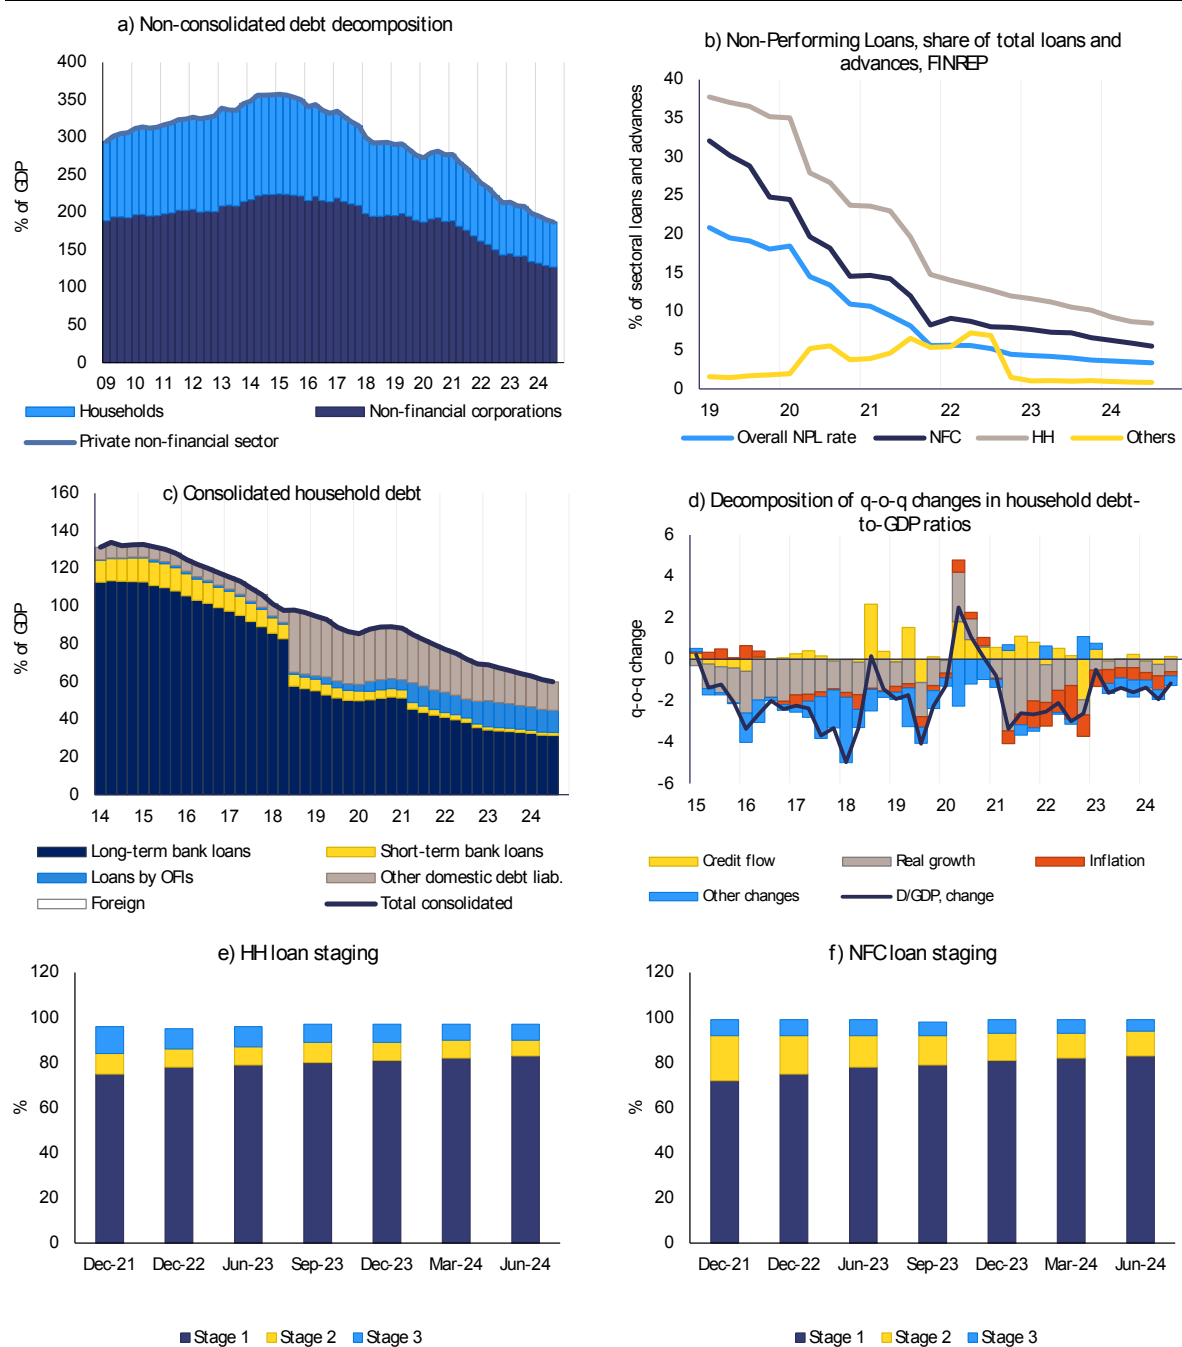 a) Non-consolidated debt decomposition
400
350
300
250
200
150
100
50
0
% of GDP
09 10 11 12 13 14 15 16 17 18 19 20 21 22 23 24
Households
Non-financial corporations
Private non-financial sector
b) Non-Performing Loans, share of total loans and
advances, FINREP
40
35
30
25
20
15
10
5
0
% of sectoral loans and advances
19 20 21 22 23 24
Overall NPL rate
NFC
HH
Others
c) Consolidated household debt
160
140
120
100
80
60
40
20
0
% of GDP
14 15 16 17 18 19 20 21 22 23 24
Long-term bank loans
Short-term bank loans
Loans by OFIs
Other domestic debt liab.
Foreign
Total consolidated
d) Decomposition of q-o-q changes in household debt-
to-GDP ratios
6
4
2
0
-2
-4
-6
q-o-q change
15 16 17 18 19 20 21 22 23 24
Credit flow
Real growth
Inflation
Other changes
D/GDP, change
e) HH loan staging
120
100
80
60
40
20
0
%
Dec-21 Dec-22 Jun-23 Sep-23 Dec-23 Mar-24 Jun-24
Stage 1
Stage 2
Stage 3
f) NFC loan staging
120
100
80
60
40
20
0
%
Dec-21 Dec-22 Jun-23 Sep-23 Dec-23 Mar-24 Jun-24
Stage 1
Stage 2
Stage 3